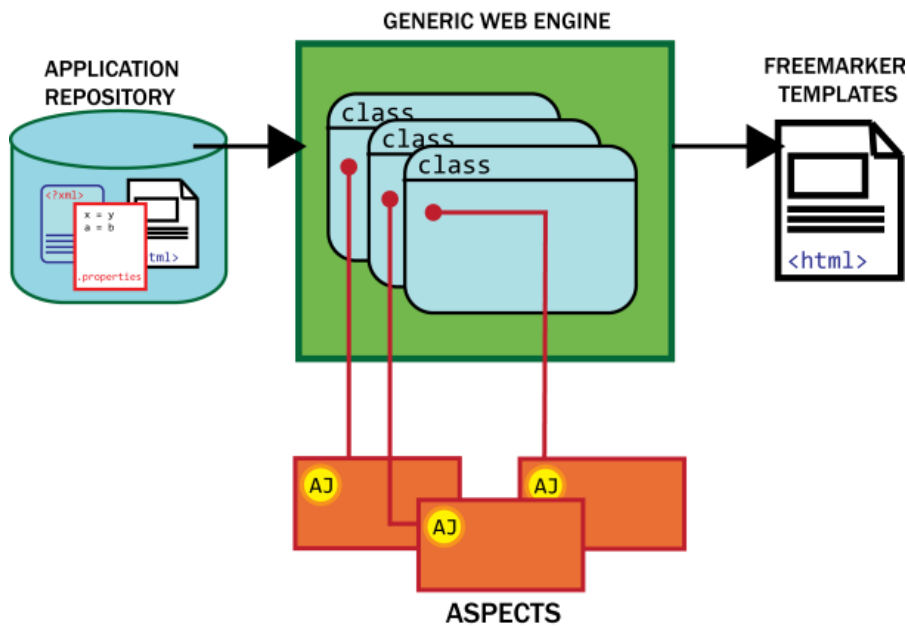 GENERIC WEB ENGINE
APPLICATION
REPOSITORY
FREEMARKER
TEMPLATES
class
class
class
<?xml>
x = y
a = b
tml>
.properties
<html>
AJ
AJ
AJ
ASPECTS